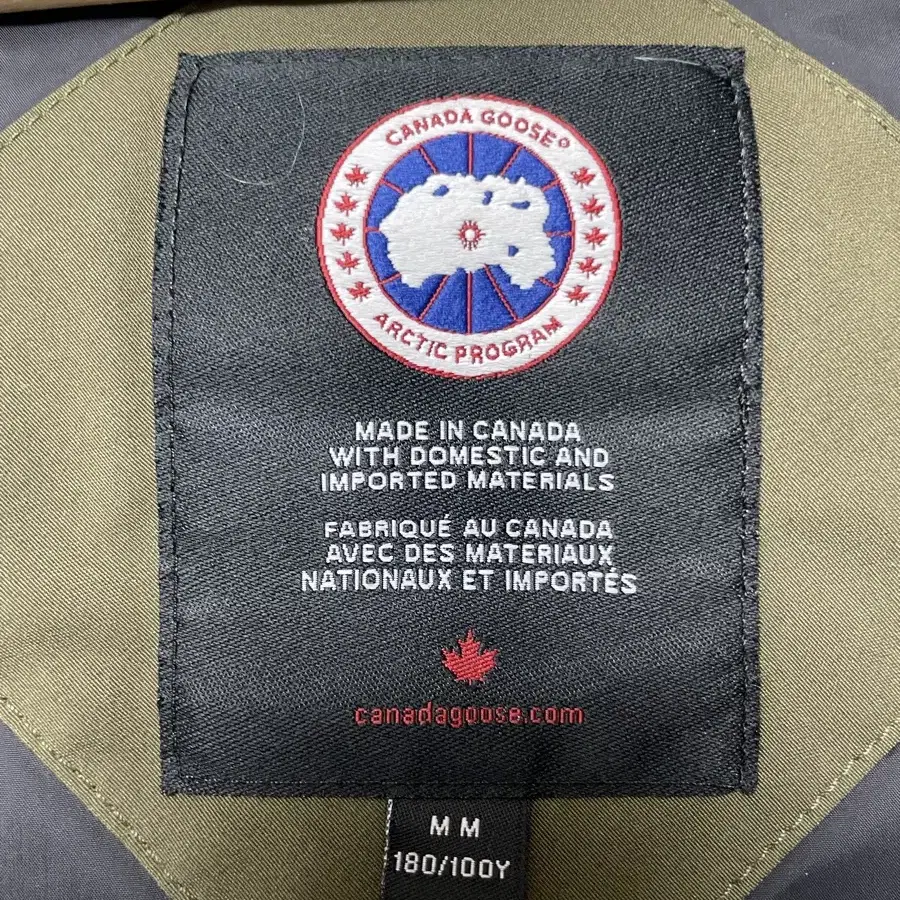 CANADA GOOSE
ARCTIC PROGRAM
MADE IN CANADA
WITH DOMESTIC AND
IMPORTED MATERIALS
FABRIQUÉ AU CANADA
AVEC DES MATERIAUX
NATIONAUX ET IMPORTÉS
canadagoose.com
M M
180/100Y